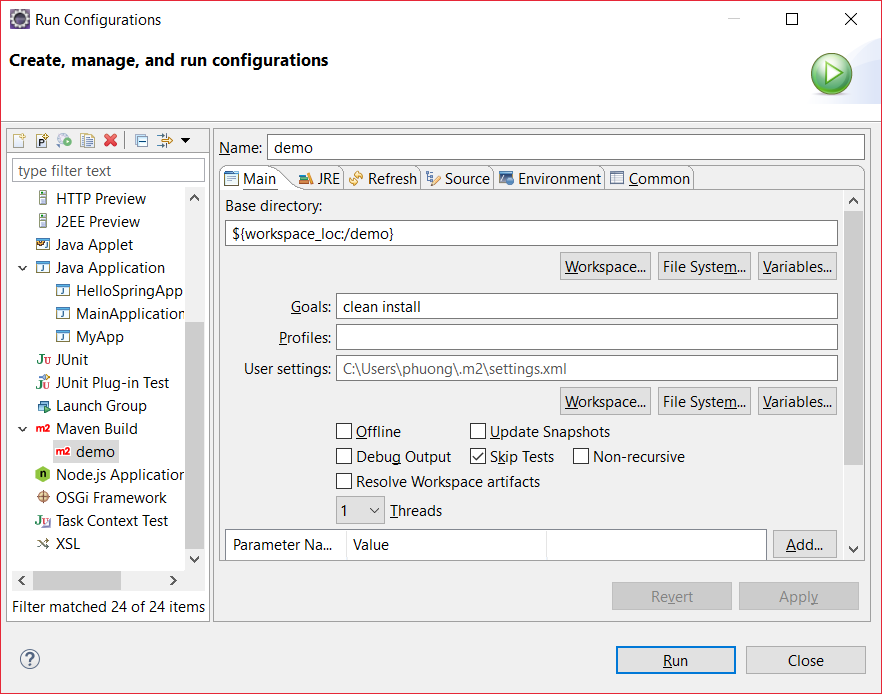 Run Configurations
Create, manage, and run configurations
type filter text
HTTP Preview
J2EE Preview
Java Applet
Java Application
HelloSpringApp
MainApplication
MyApp
JUnit
JUnit Plug-in Test
Launch Group
Maven Build
m2 demo
Node.js Application
OSGi Framework
Task Context Test
XSL
Filter matched 24 of 24 items
Name: demo
Main JRE Refresh Source Environment Common
Base directory:
${workspace_loc:/demo}
Workspace... File System... Variables...
Goals: clean install
Profiles:
User settings: C:\Users\phuong\.m2\settings.xml
Workspace... File System... Variables...
Offline Update Snapshots
Debug Output Skip Tests Non-recursive
Resolve Workspace artifacts
1 Threads
Parameter Na... Value Add...
Revert Apply
Run Close